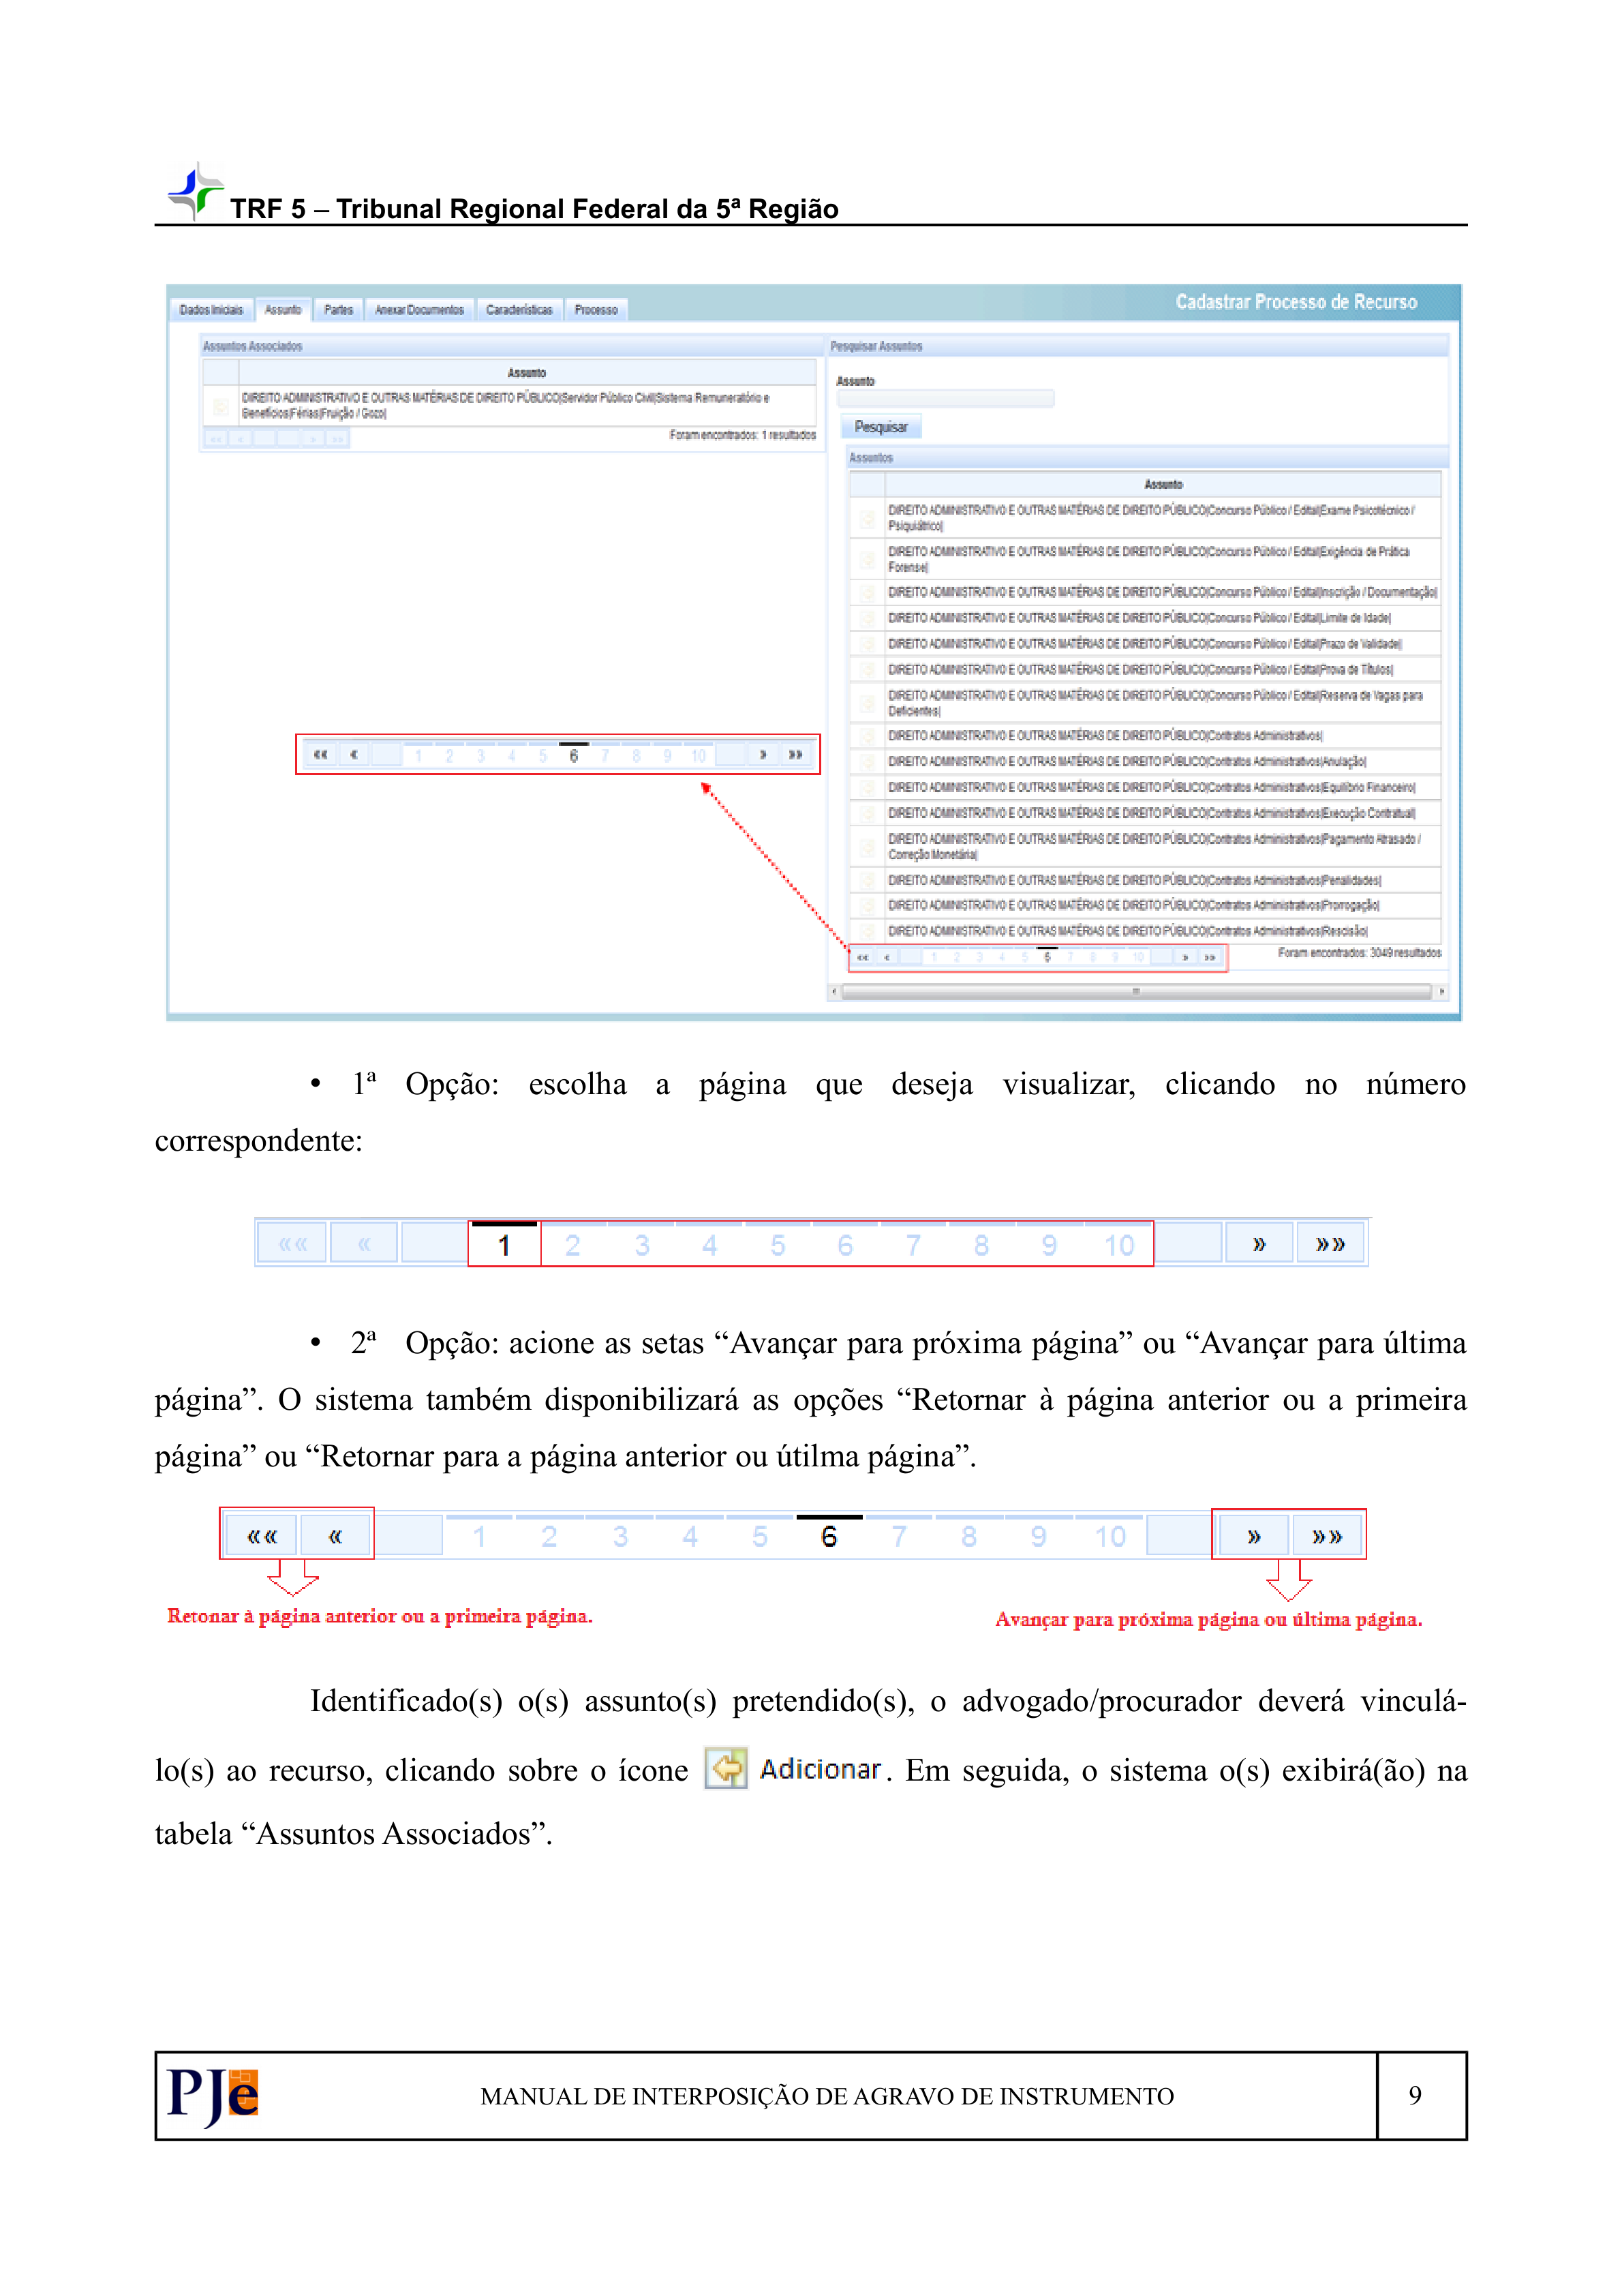 TRF 5 – Tribunal Regional Federal da 5ª Região
Dados Iniciais Assunto Partes Anexar Documentos Características Processo Cadastrar Processo de Recurso
Assuntos Associados
Assunto
DIREITO ADMINISTRATIVO E OUTRAS MATÉRIAS DE DIREITO PÚBLICO|Servidor Público Civil|Sistema Remuneratório e
Benefícios|Férias|Fruição / Gozo|
«« « » »» Foram encontrados: 1 resultados
Pesquisar Assuntos
Assunto
Pesquisar
Assuntos
Assunto
DIREITO ADMINISTRATIVO E OUTRAS MATÉRIAS DE DIREITO PÚBLICO|Concurso Público / Edital|Exame Psicotécnico /
Psiquiátrico|
DIREITO ADMINISTRATIVO E OUTRAS MATÉRIAS DE DIREITO PÚBLICO|Concurso Público / Edital|Exigência de Prática
Forense|
DIREITO ADMINISTRATIVO E OUTRAS MATÉRIAS DE DIREITO PÚBLICO|Concurso Público / Edital|Inscrição / Documentação|
DIREITO ADMINISTRATIVO E OUTRAS MATÉRIAS DE DIREITO PÚBLICO|Concurso Público / Edital|Limite de Idade|
DIREITO ADMINISTRATIVO E OUTRAS MATÉRIAS DE DIREITO PÚBLICO|Concurso Público / Edital|Prazo de Validade|
DIREITO ADMINISTRATIVO E OUTRAS MATÉRIAS DE DIREITO PÚBLICO|Concurso Público / Edital|Prova de Títulos|
DIREITO ADMINISTRATIVO E OUTRAS MATÉRIAS DE DIREITO PÚBLICO|Concurso Público / Edital|Reserva de Vagas para
Deficientes|
DIREITO ADMINISTRATIVO E OUTRAS MATÉRIAS DE DIREITO PÚBLICO|Contratos Administrativos|
DIREITO ADMINISTRATIVO E OUTRAS MATÉRIAS DE DIREITO PÚBLICO|Contratos Administrativos|Anulação|
DIREITO ADMINISTRATIVO E OUTRAS MATÉRIAS DE DIREITO PÚBLICO|Contratos Administrativos|Equilíbrio Financeiro|
DIREITO ADMINISTRATIVO E OUTRAS MATÉRIAS DE DIREITO PÚBLICO|Contratos Administrativos|Execução Contratual|
DIREITO ADMINISTRATIVO E OUTRAS MATÉRIAS DE DIREITO PÚBLICO|Contratos Administrativos|Pagamento Atrasado /
Correção Monetária|
DIREITO ADMINISTRATIVO E OUTRAS MATÉRIAS DE DIREITO PÚBLICO|Contratos Administrativos|Penalidades|
DIREITO ADMINISTRATIVO E OUTRAS MATÉRIAS DE DIREITO PÚBLICO|Contratos Administrativos|Prorrogação|
DIREITO ADMINISTRATIVO E OUTRAS MATÉRIAS DE DIREITO PÚBLICO|Contratos Administrativos|Rescisão|
«« « 1 2 3 4 5 6 7 8 9 10 » »» Foram encontrados: 3049 resultados
«« « 1 2 3 4 5 6 7 8 9 10 » »»
• 1ª Opção: escolha a página que deseja visualizar, clicando no número
correspondente:
«« « 1 2 3 4 5 6 7 8 9 10 » »»
• 2ª Opção: acione as setas “Avançar para próxima página” ou “Avançar para última
página”. O sistema também disponibilizará as opções “Retornar à página anterior ou a primeira
página” ou “Retornar para a página anterior ou útilma página”.
«« « 1 2 3 4 5 6 7 8 9 10 » »»
Retonar à página anterior ou a primeira página.
Avançar para próxima página ou última página.
Identificado(s) o(s) assunto(s) pretendido(s), o advogado/procurador deverá vinculá-
lo(s) ao recurso, clicando sobre o ícone Adicionar. Em seguida, o sistema o(s) exibirá(ão) na
tabela “Assuntos Associados”.
PJe MANUAL DE INTERPOSIÇÃO DE AGRAVO DE INSTRUMENTO 9